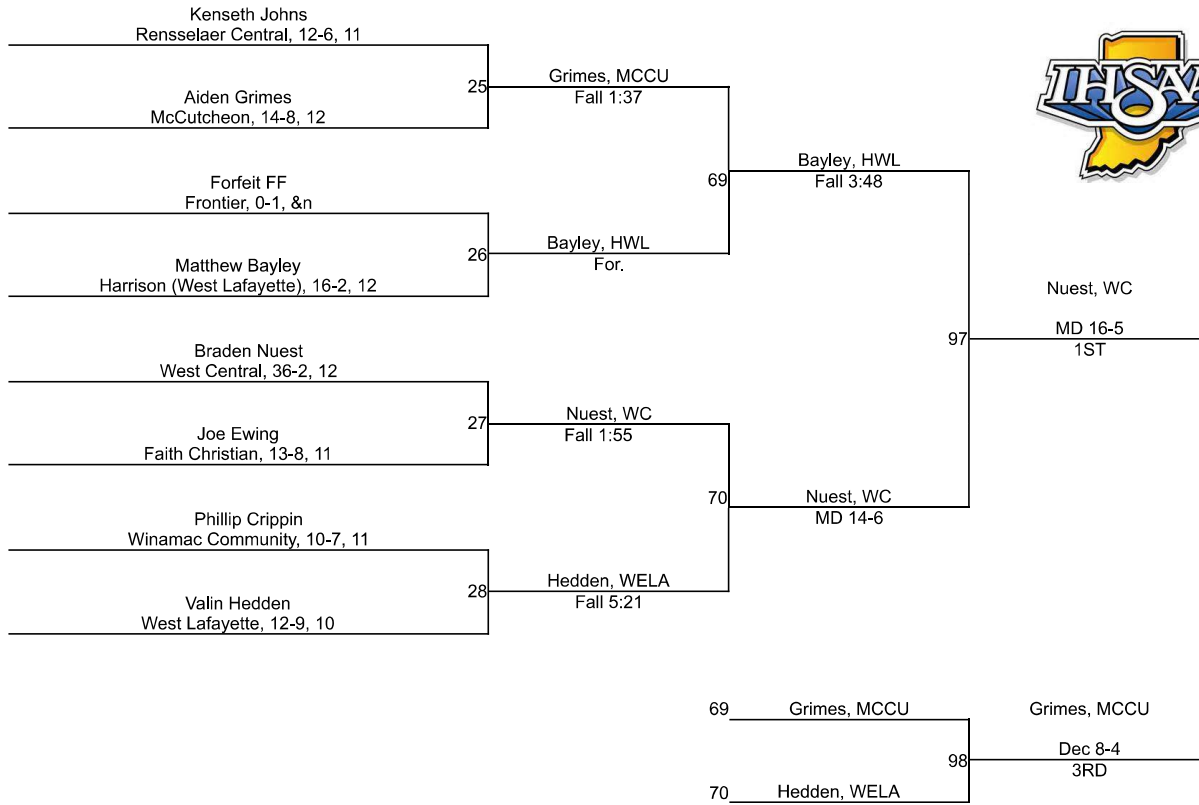 Kenseth Johns
Rensselaer Central, 12-6, 11
25
Grimes, MCCU
Fall 1:37
Aiden Grimes
McCutcheon, 14-8, 12
69
Bayley, HWL
Fall 3:48
Forfeit FF
Frontier, 0-1, &n
26
Bayley, HWL
For.
Matthew Bayley
Harrison (West Lafayette), 16-2, 12
97
Nuest, WC
MD 16-5
1ST
Braden Nuest
West Central, 36-2, 12
27
Nuest, WC
Fall 1:55
Joe Ewing
Faith Christian, 13-8, 11
70
Nuest, WC
MD 14-6
Phillip Crippin
Winamac Community, 10-7, 11
28
Hedden, WELA
Fall 5:21
Valin Hedden
West Lafayette, 12-9, 10
69
Grimes, MCCU
98
Grimes, MCCU
Dec 8-4
3RD
70
Hedden, WELA
IHSAA